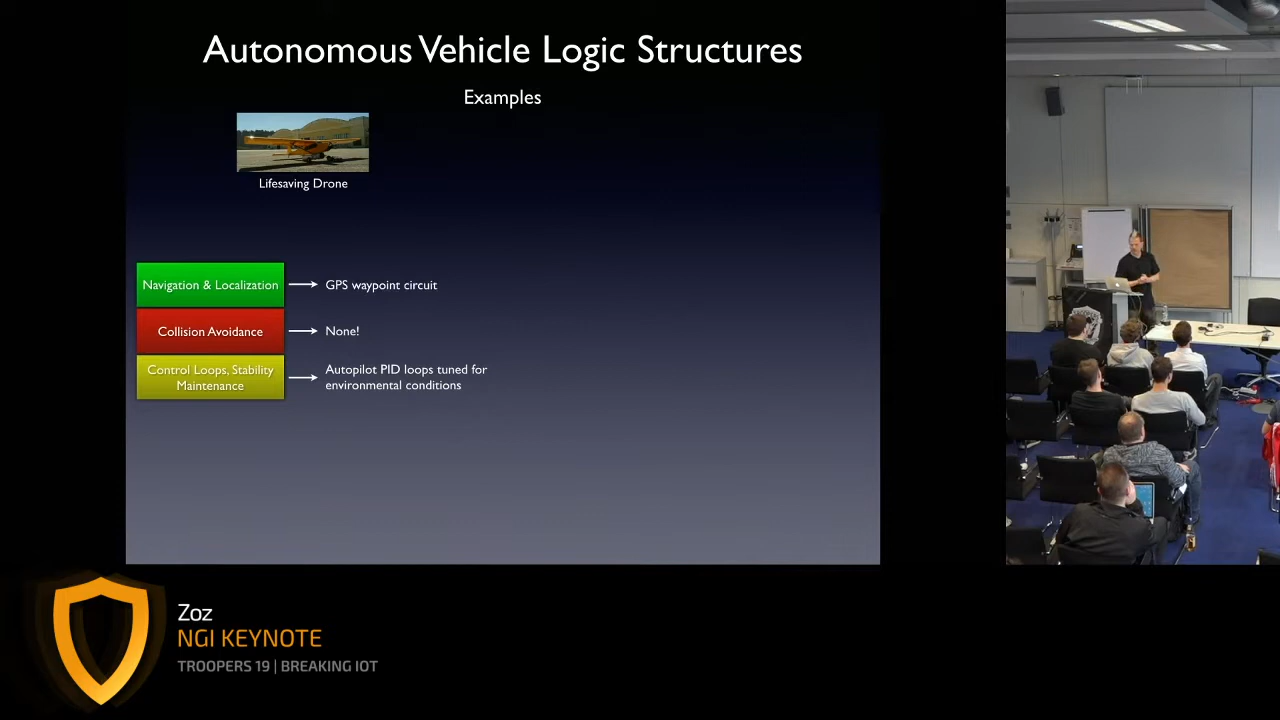 Autonomous Vehicle Logic Structures
Examples
Lifesaving Drone
Navigation & Localization
GPS waypoint circuit
Collision Avoidance
None!
Control Loops, Stability
Maintenance
Autopilot PID loops tuned for
environmental conditions
Zoz
NGI KEYNOTE
TROOPERS 19 | BREAKING IOT